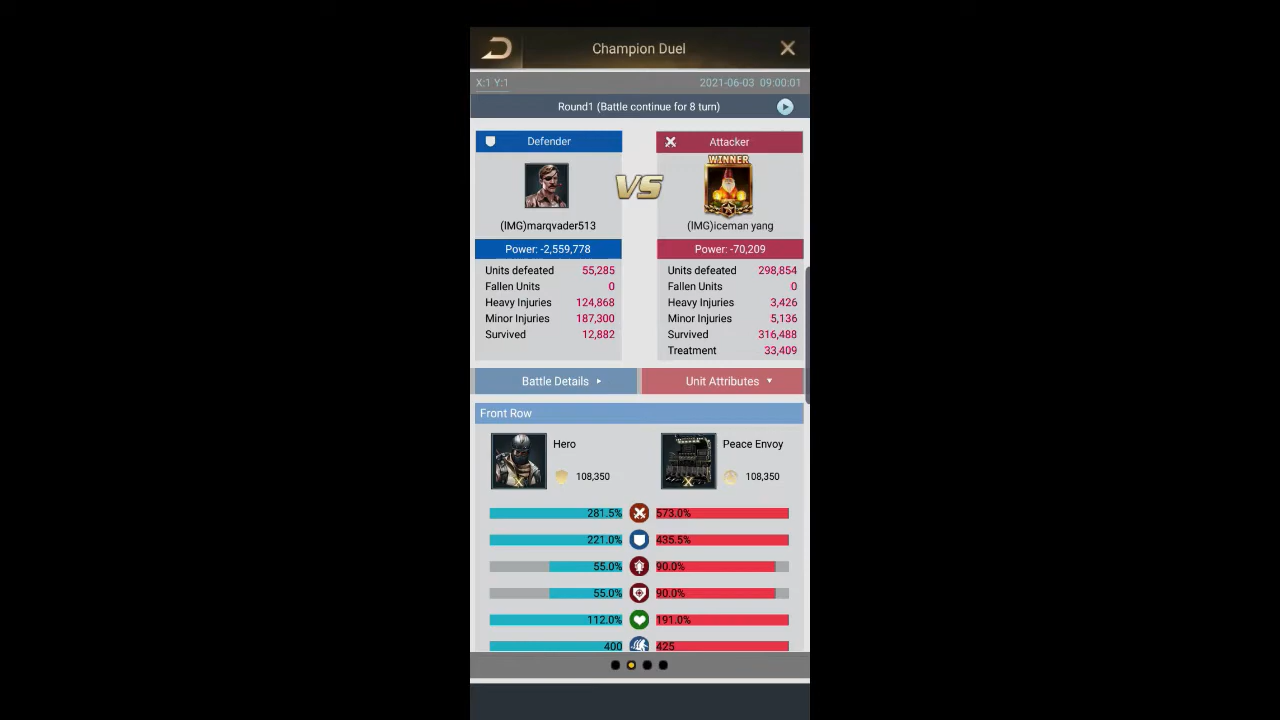 Champion Duel
X:1 Y:1 2021-06-03 09:00:01
Round1 (Battle continue for 8 turn)
Defender Attacker
WINNER
VS
(IMG)marqvader513 (IMG)iceman yang
Power: -2,559,778 Power: -70,209
Units defeated 55,285 Units defeated 298,854
Fallen Units 0 Fallen Units 0
Heavy Injuries 124,868 Heavy Injuries 3,426
Minor Injuries 187,300 Minor Injuries 5,136
Survived 12,882 Survived 316,488
Treatment 33,409
Battle Details Unit Attributes
Front Row
Hero Peace Envoy
X 108,350 X 108,350
281.5% 573.0%
221.0% 435.5%
55.0% 90.0%
55.0% 90.0%
112.0% 191.0%
400 425